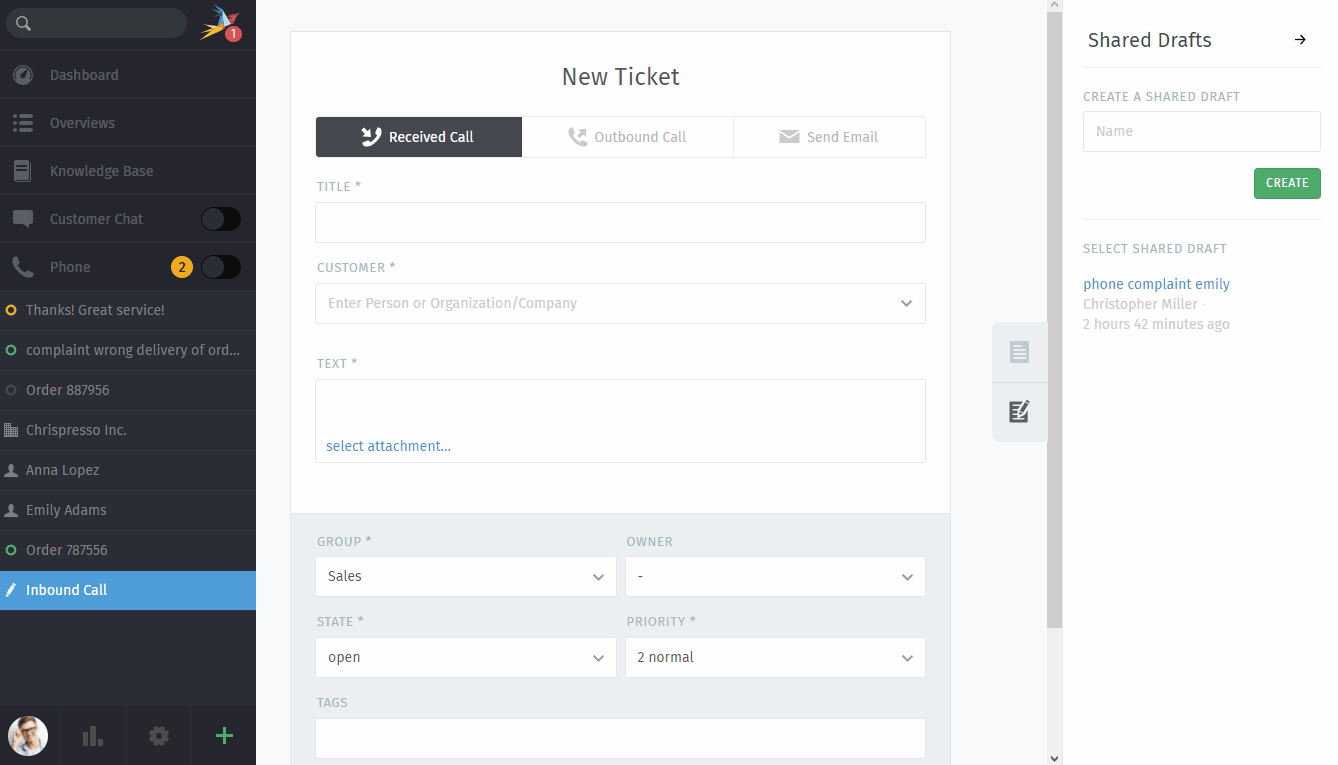 1
Dashboard
Overviews
Knowledge Base
Customer Chat
Phone 2
Thanks! Great service!
complaint wrong delivery of ord...
Order 887956
Chrispresso Inc.
Anna Lopez
Emily Adams
Order 787556
Inbound Call
New Ticket
Received Call Outbound Call Send Email
TITLE *
CUSTOMER *
Enter Person or Organization/Company
TEXT *
select attachment...
GROUP * OWNER
Sales -
STATE * PRIORITY *
open 2 normal
TAGS
Shared Drafts
CREATE A SHARED DRAFT
Name
CREATE
SELECT SHARED DRAFT
phone complaint emily
Christopher Miller ·
2 hours 42 minutes ago